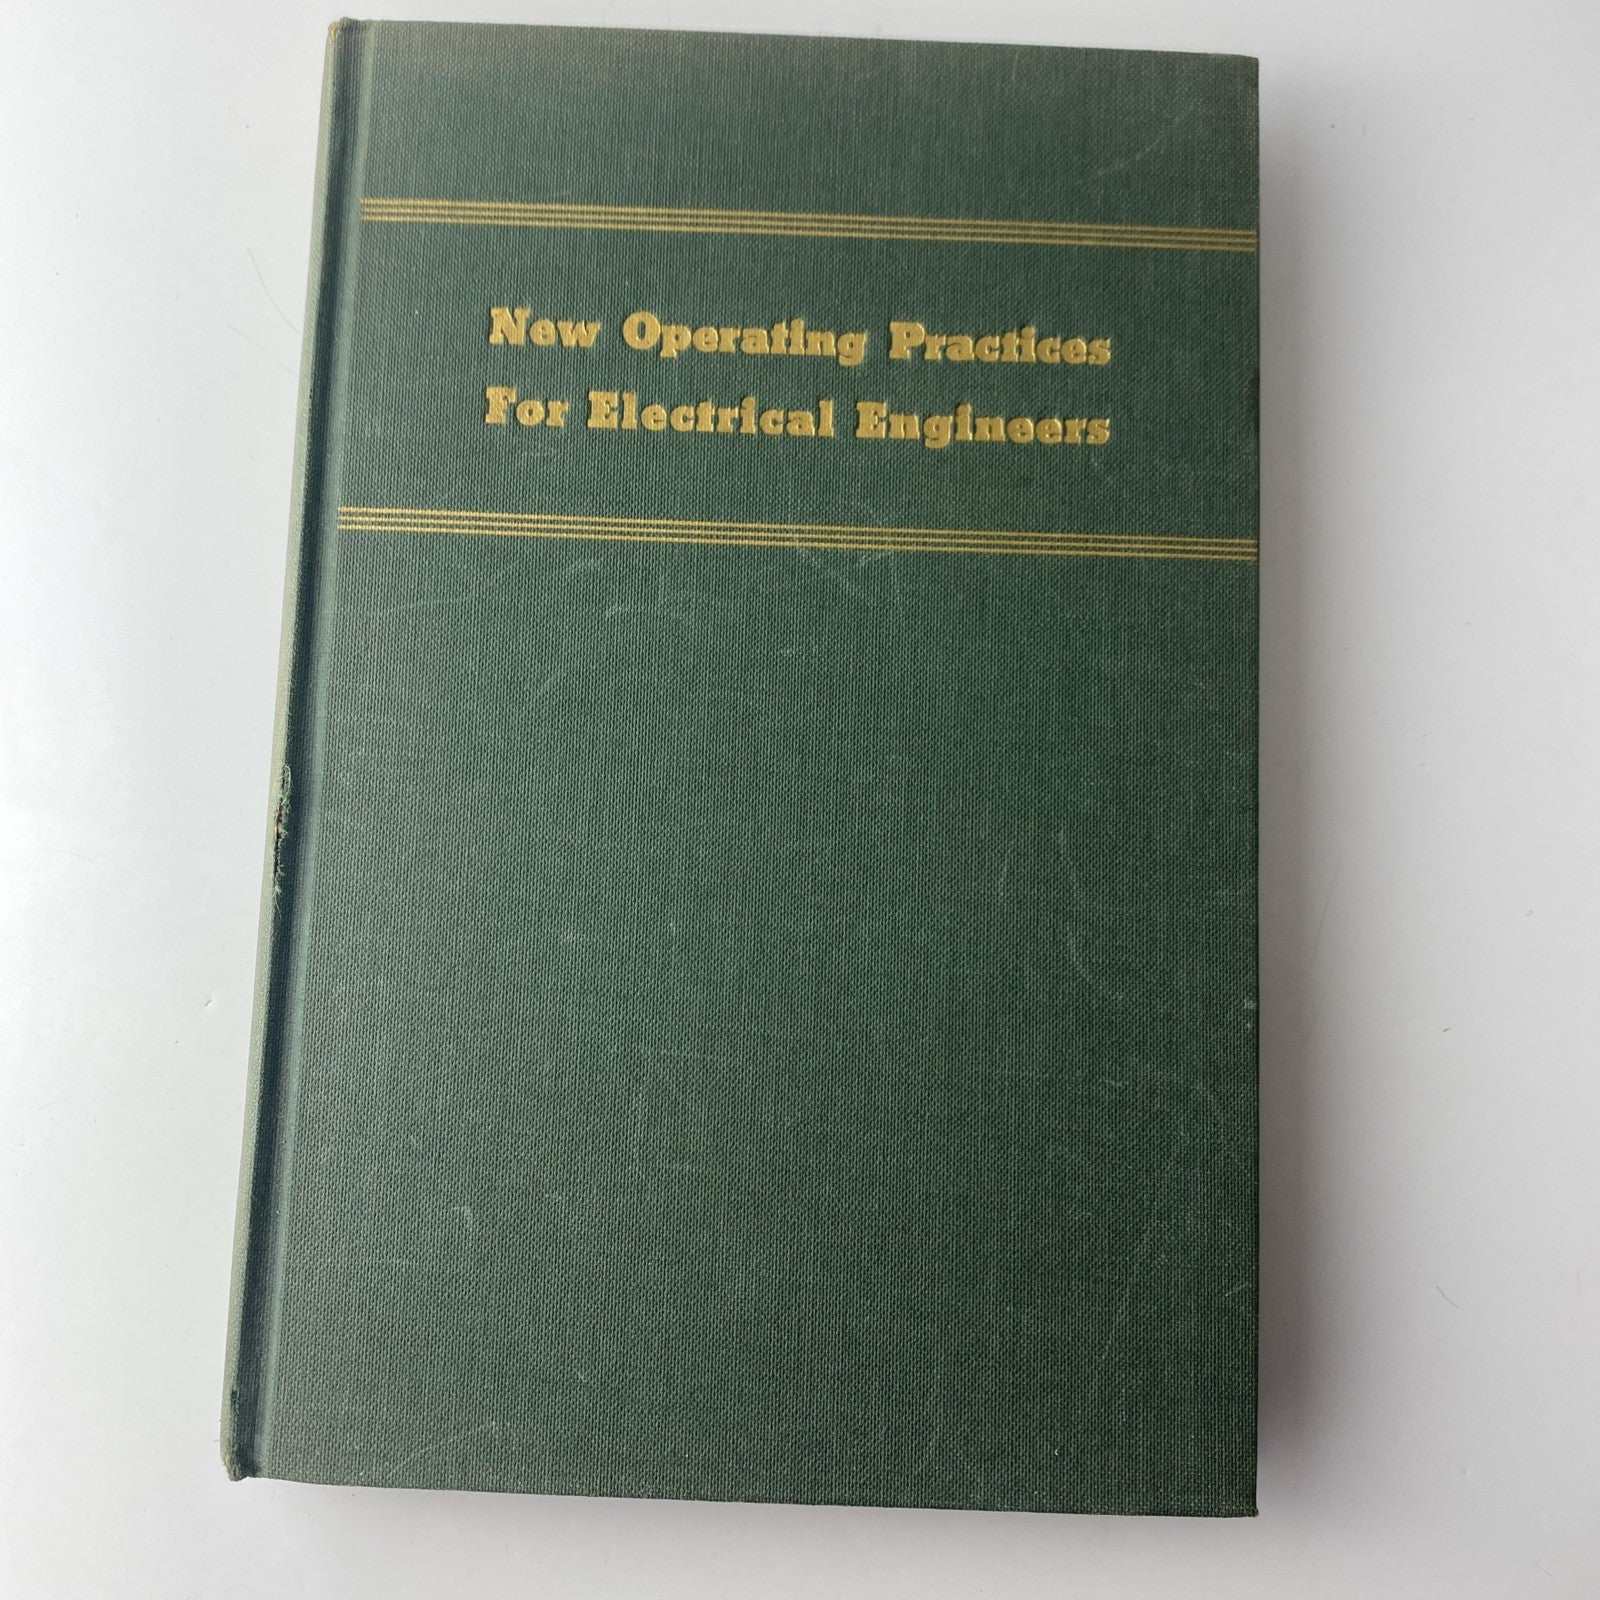 New Operating Practices
For Electrical Engineers